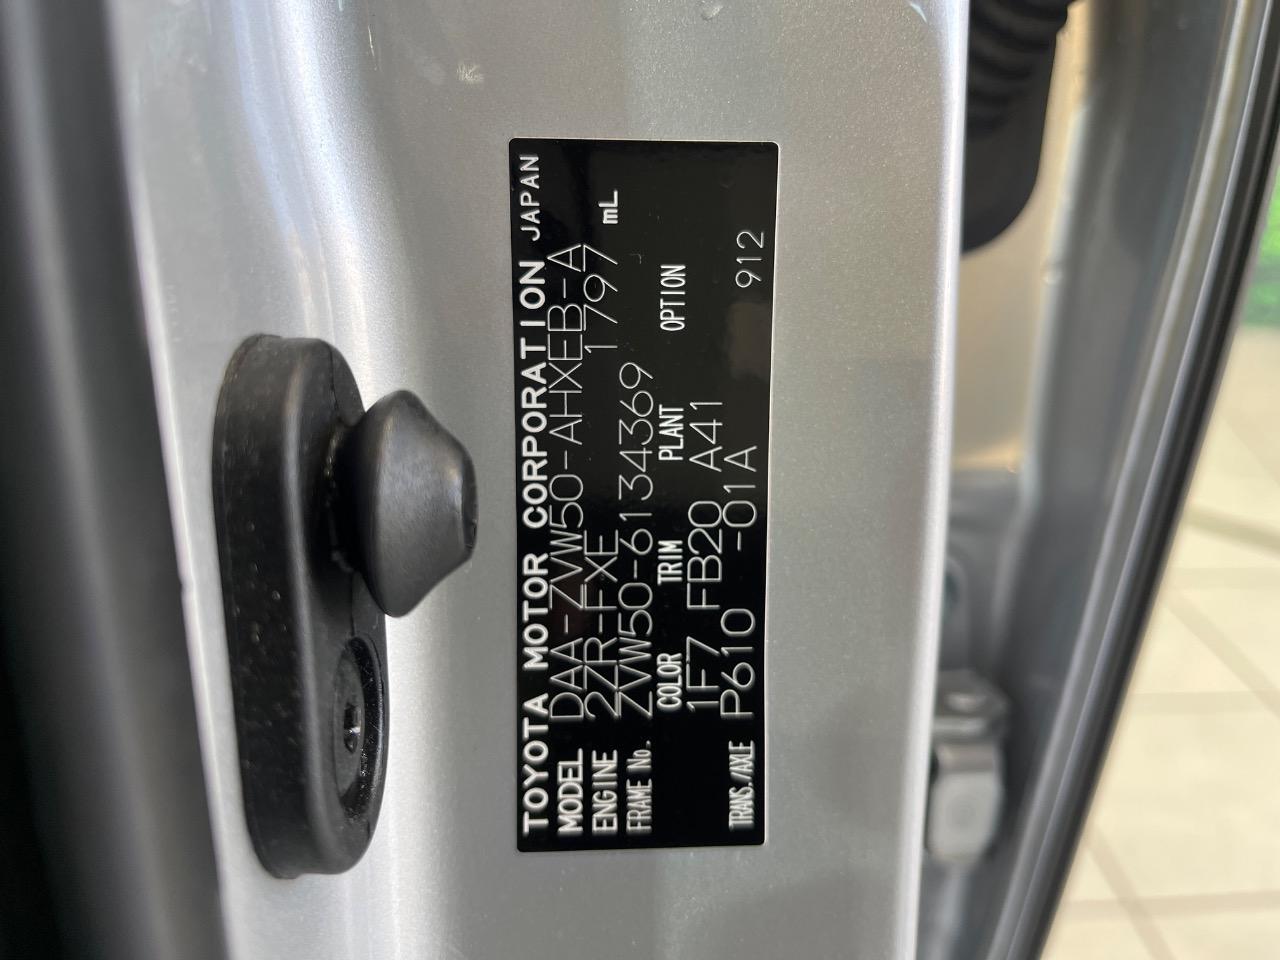 TOYOTA MOTOR CORPORATION JAPAN
MODEL DAA-ZVW50-AHXEB-A
ENGINE 2ZR-FXE 1797 mL
FRAME No. ZVW50-6134369
COLOR TRIM PLANT OPTION
1F7 FB20 A41
TRANS./AXLE P610 -01A 912